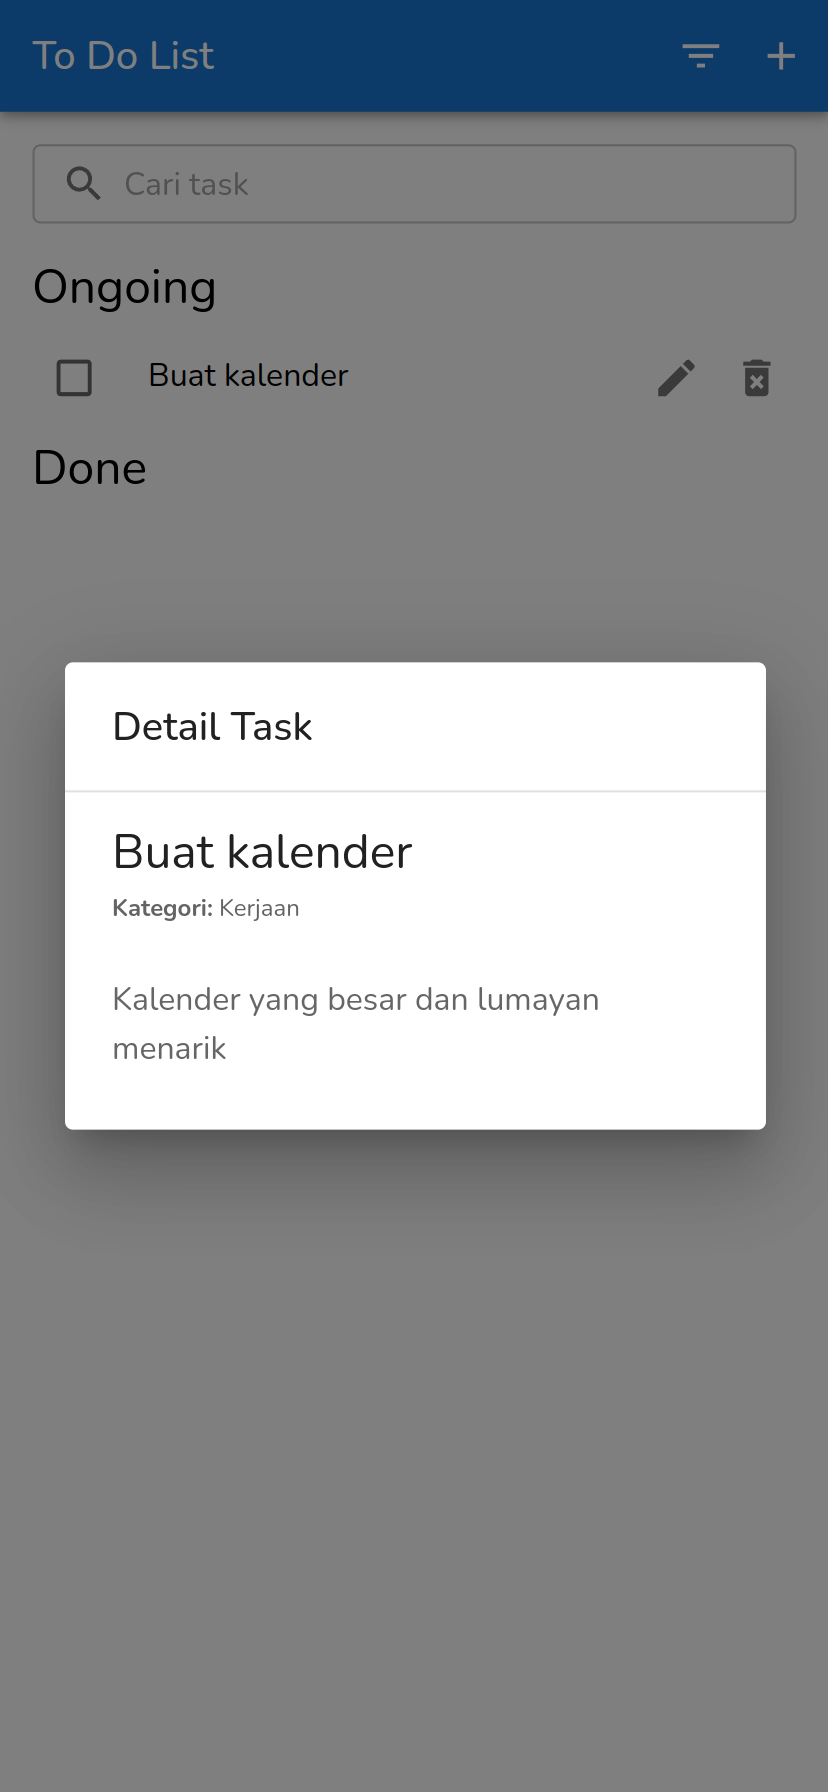 To Do List
Cari task
Ongoing
Buat kalender
Done
Detail Task
Buat kalender
Kategori: Kerjaan
Kalender yang besar dan lumayan
menarik